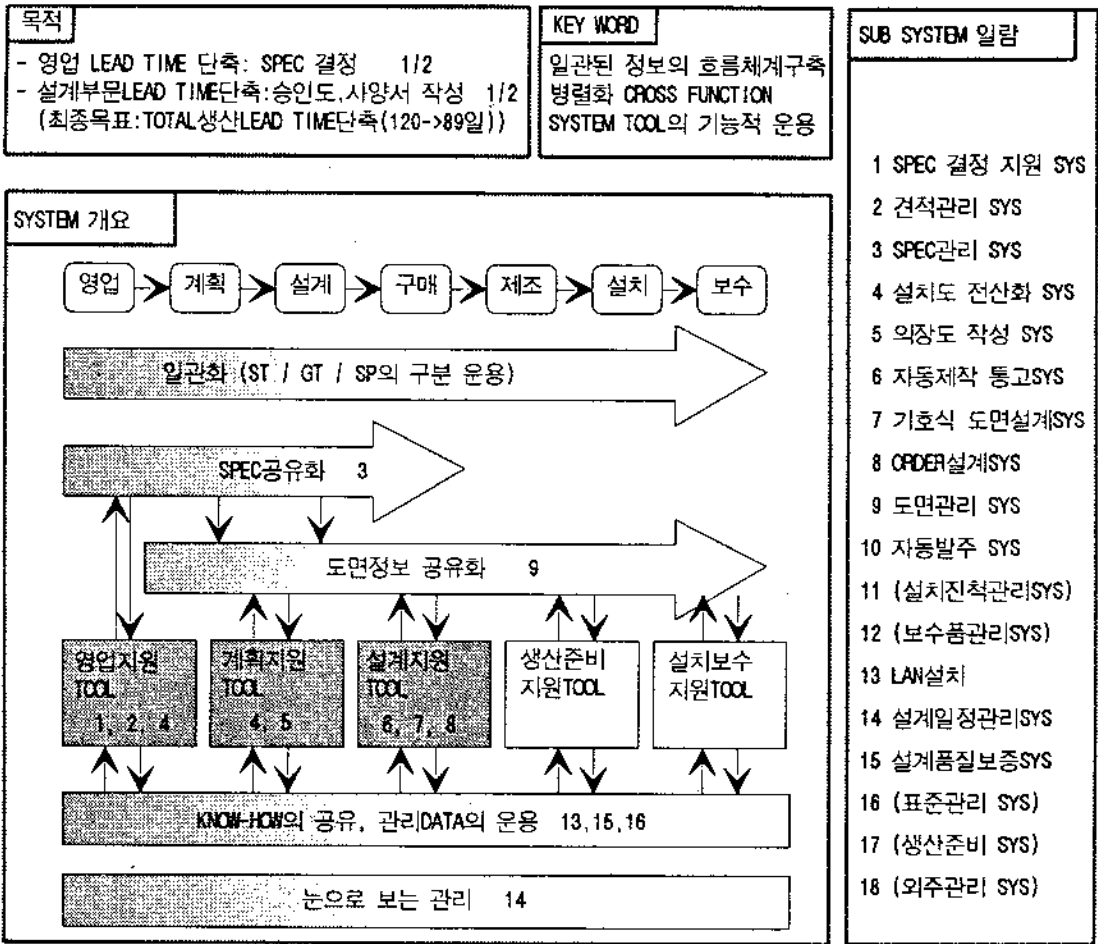 목적
- 영업 LEAD TIME 단축: SPEC 결정 1/2
- 설계부문LEAD TIME단축:승인도,사양서 작성 1/2
(최종목표:TOTAL생산LEAD TIME단축(120->89일))
KEY WORD
일관된 정보의 흐름체계구축
병렬화 CROSS FUNCTION
SYSTEM TOOL의 기능적 운용
SYSTEM 개요
영업 계획 설계 구매 제조 설치 보수
일관화 (ST / GT / SP의 구분 운용)
SPEC공유화 3
도면정보 공유화 9
영업지원
TOOL
1, 2, 4
계획지원
TOOL
4, 5
설계지원
TOOL
6, 7, 8
생산준비
지원TOOL
설치보수
지원TOOL
KNOW-HOW의 공유, 관리DATA의 운용 13,15,16
눈으로 보는 관리 14
SUB SYSTEM 일람
1 SPEC 결정 지원 SYS
2 견적관리 SYS
3 SPEC관리 SYS
4 설치도 전산화 SYS
5 의장도 작성 SYS
6 자동제작 통고SYS
7 기호식 도면설계SYS
8 ORDER설계SYS
9 도면관리 SYS
10 자동발주 SYS
11 (설치진척관리SYS)
12 (보수품관리SYS)
13 LAN설치
14 설계일정관리SYS
15 설계품질보증SYS
16 (표준관리 SYS)
17 (생산준비 SYS)
18 (외주관리 SYS)